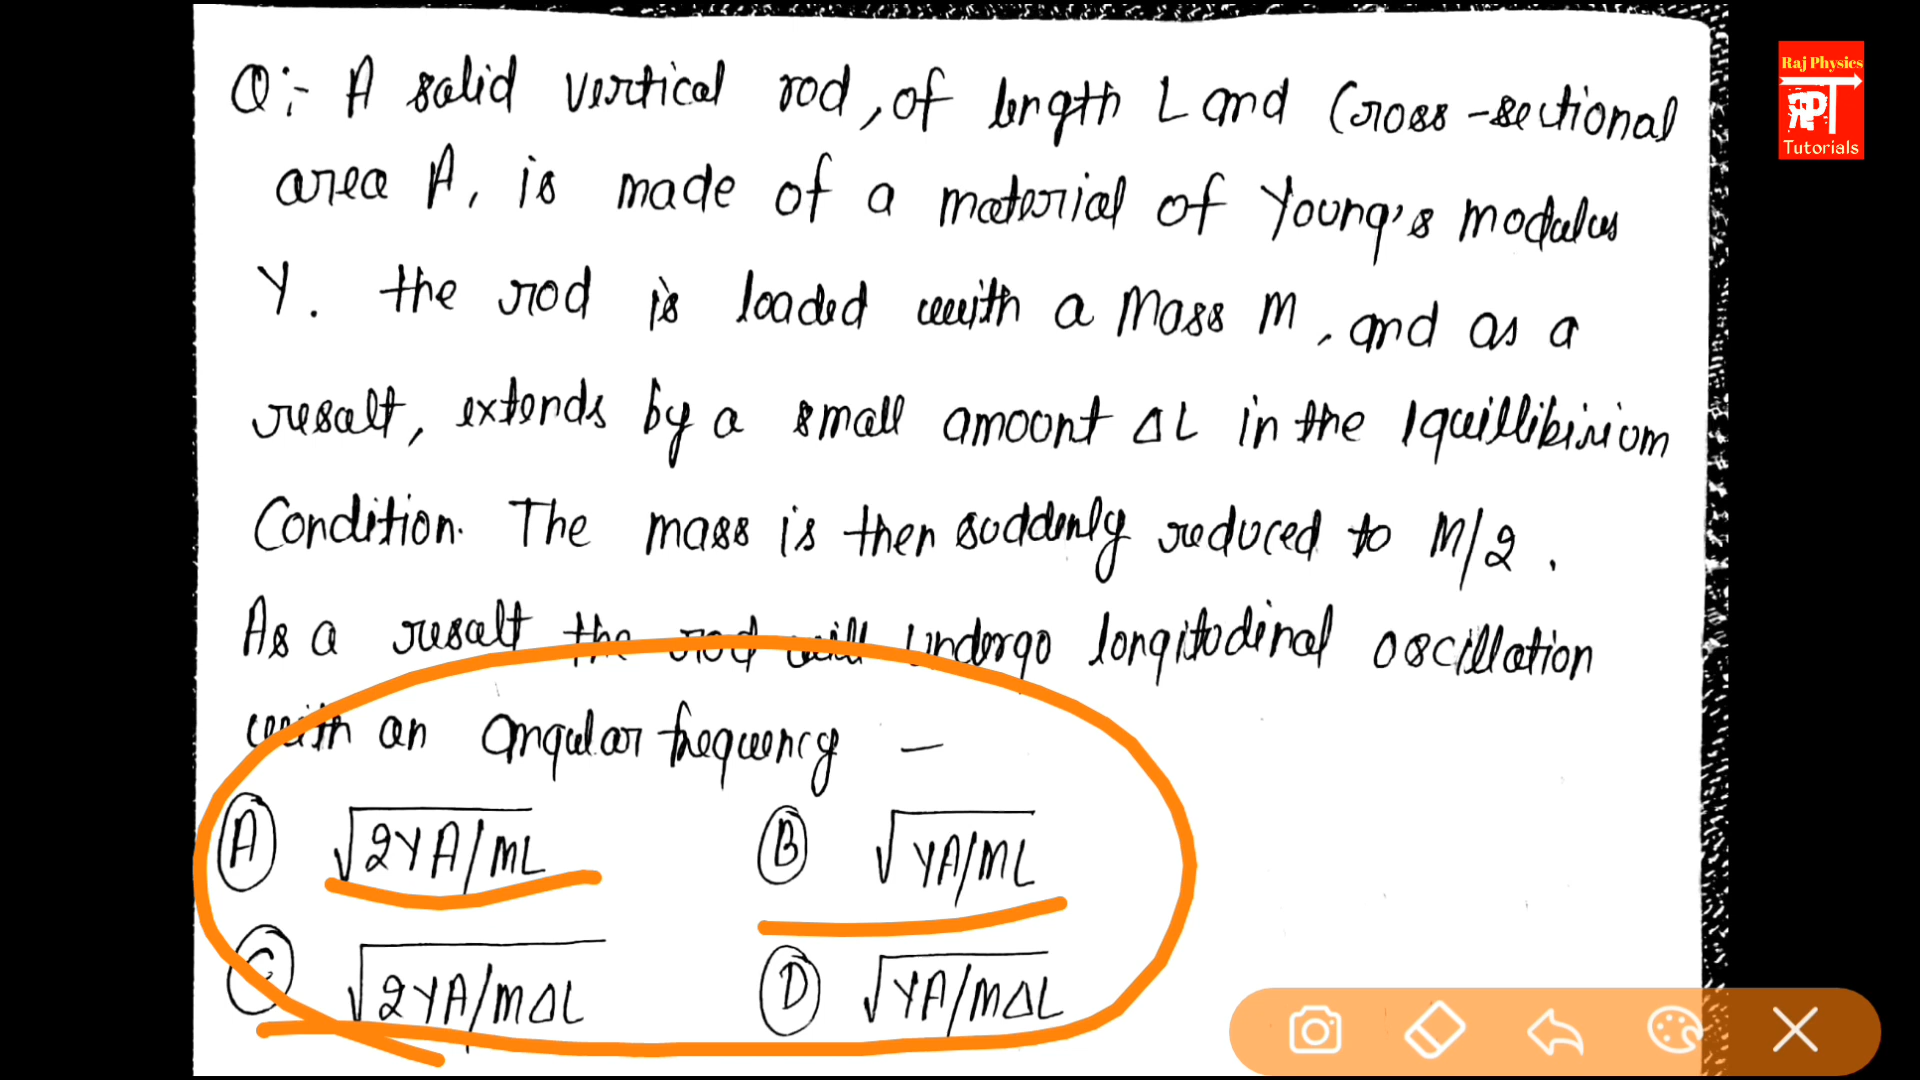 Q:- A solid vertical rod, of length L and Cross-sectional
area A, is made of a material of Young's modulus
Y. the rod is loaded with a Mass M, and as a
result, extends by a small amount ΔL in the equillibirium
Condition. The mass is then suddenly reduced to M/2.
As a result the rod will undergo longitudinal oscillation
with an angular frequency —
(A) √2YA/ML (B) √YA/ML
(C) √2YA/MΔL (D) √YA/MΔL
Raj Physics
RPT
Tutorials